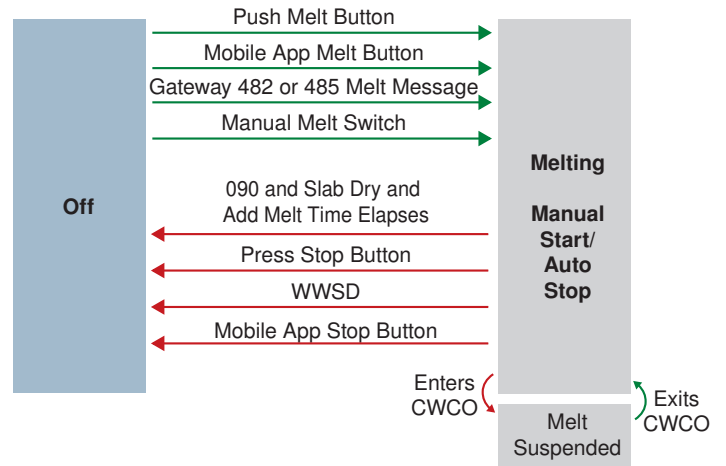 Push Melt Button
Mobile App Melt Button
Gateway 482 or 485 Melt Message
Manual Melt Switch
Off
090 and Slab Dry and
Add Melt Time Elapses
Press Stop Button
WWSD
Mobile App Stop Button
Melting
Manual
Start/
Auto
Stop
Enters
CWCO
Melt
Suspended
Exits
CWCO